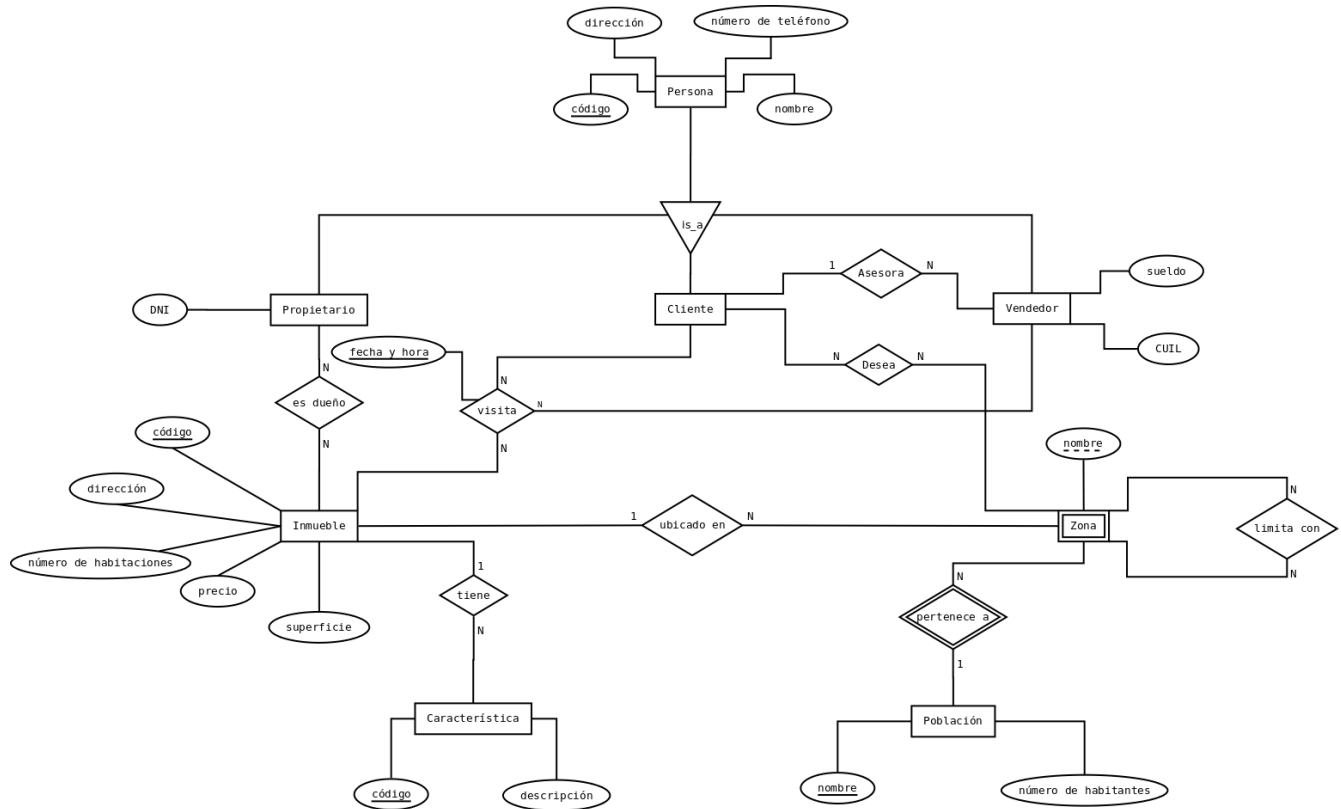 dirección
número de teléfono
Persona
código
nombre
is_a
Asesora
1
N
sueldo
DNI
Propietario
Cliente
Vendedor
fecha y hora
CUIL
N
Desea
N
N
es dueño
N
visita
N
N
N
código
nombre
dirección
N
Inmueble
1
ubicado en
N
Zona
limita con
número de habitaciones
N
precio
1
N
tiene
superficie
N
pertenece a
1
Característica
Población
código
descripción
nombre
número de habitantes